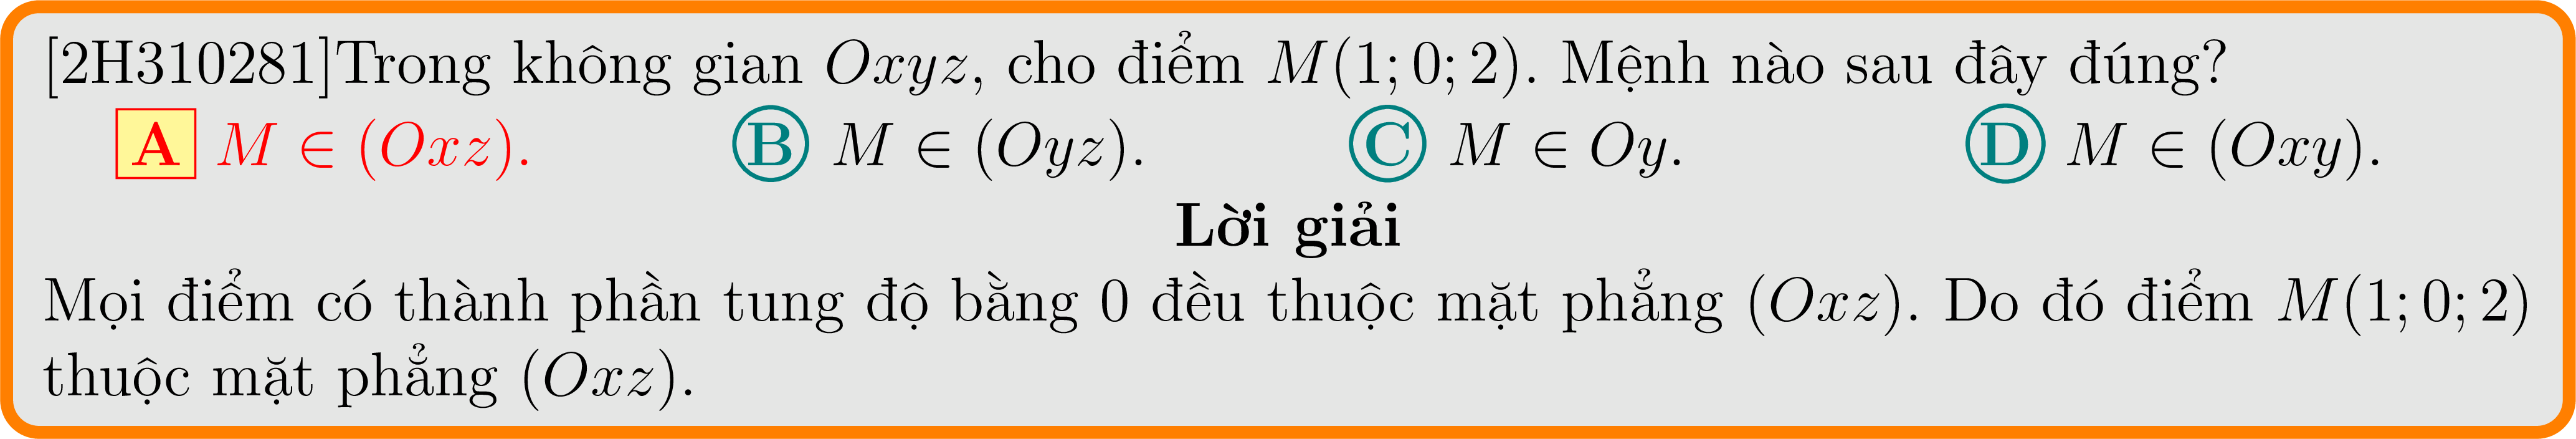 [2H310281]Trong không gian Oxyz, cho điểm M(1; 0; 2). Mệnh nào sau đây đúng?
A M ∈ (Oxz). B M ∈ (Oyz). C M ∈ Oy. D M ∈ (Oxy).
Lời giải
Mọi điểm có thành phần tung độ bằng 0 đều thuộc mặt phẳng (Oxz). Do đó điểm M(1; 0; 2)
thuộc mặt phẳng (Oxz).